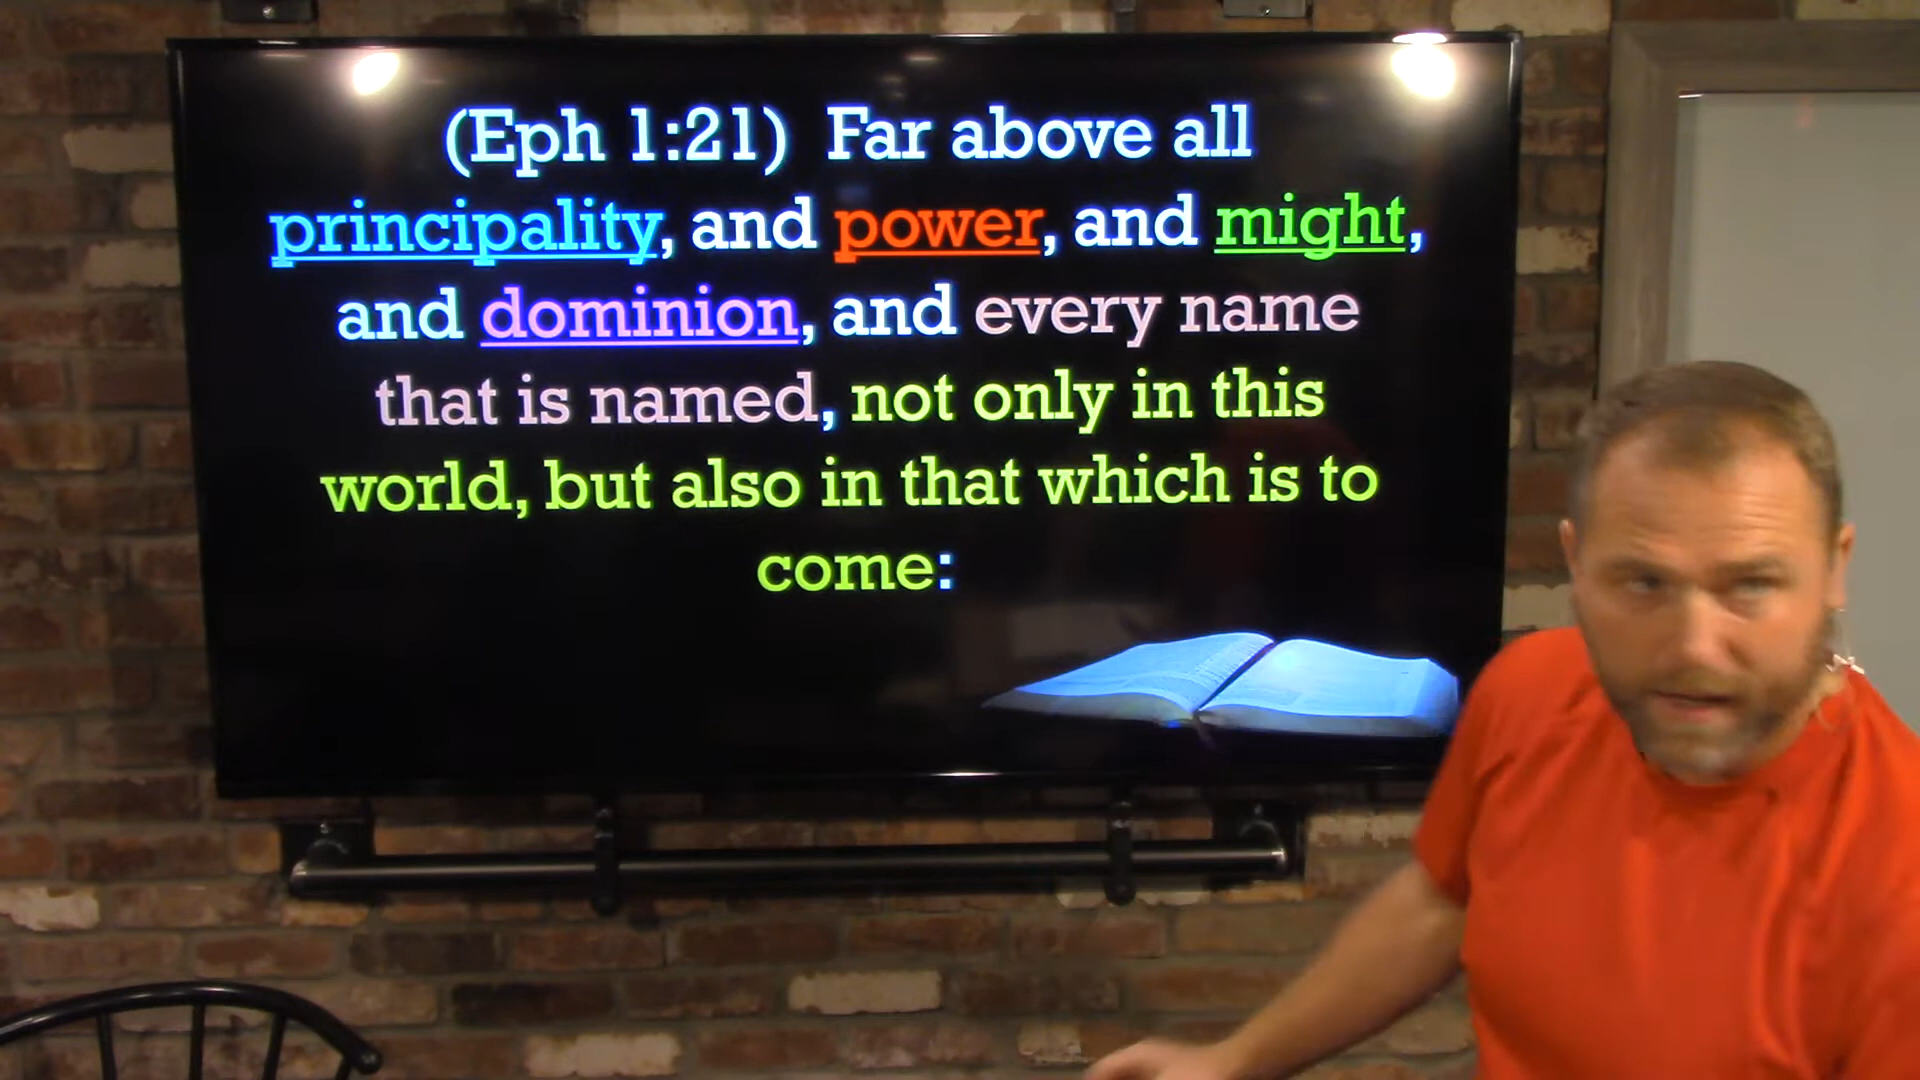 (Eph 1:21) Far above all
principality, and power, and might,
and dominion, and every name
that is named, not only in this
world, but also in that which is to
come: